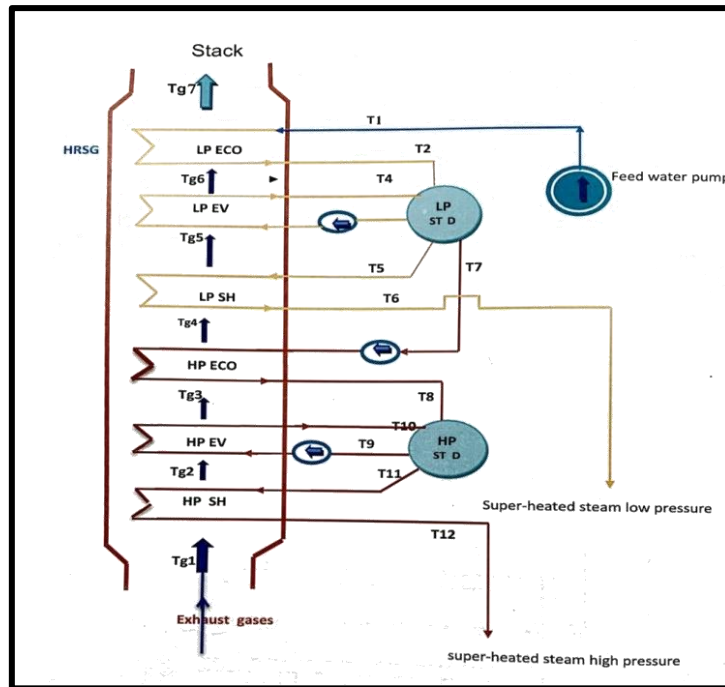 Stack
Tg7
T1
HRSG
LP ECO
T2
Feed water pump
Tg6
T4
LP EV
LP
ST D
Tg5
T5
T7
LP SH
T6
Tg4
HP ECO
Tg3
T8
T10
HP EV
T9
HP
ST D
Tg2
T11
HP SH
Super-heated steam low pressure
T12
Tg1
Exhaust gases
super-heated steam high pressure